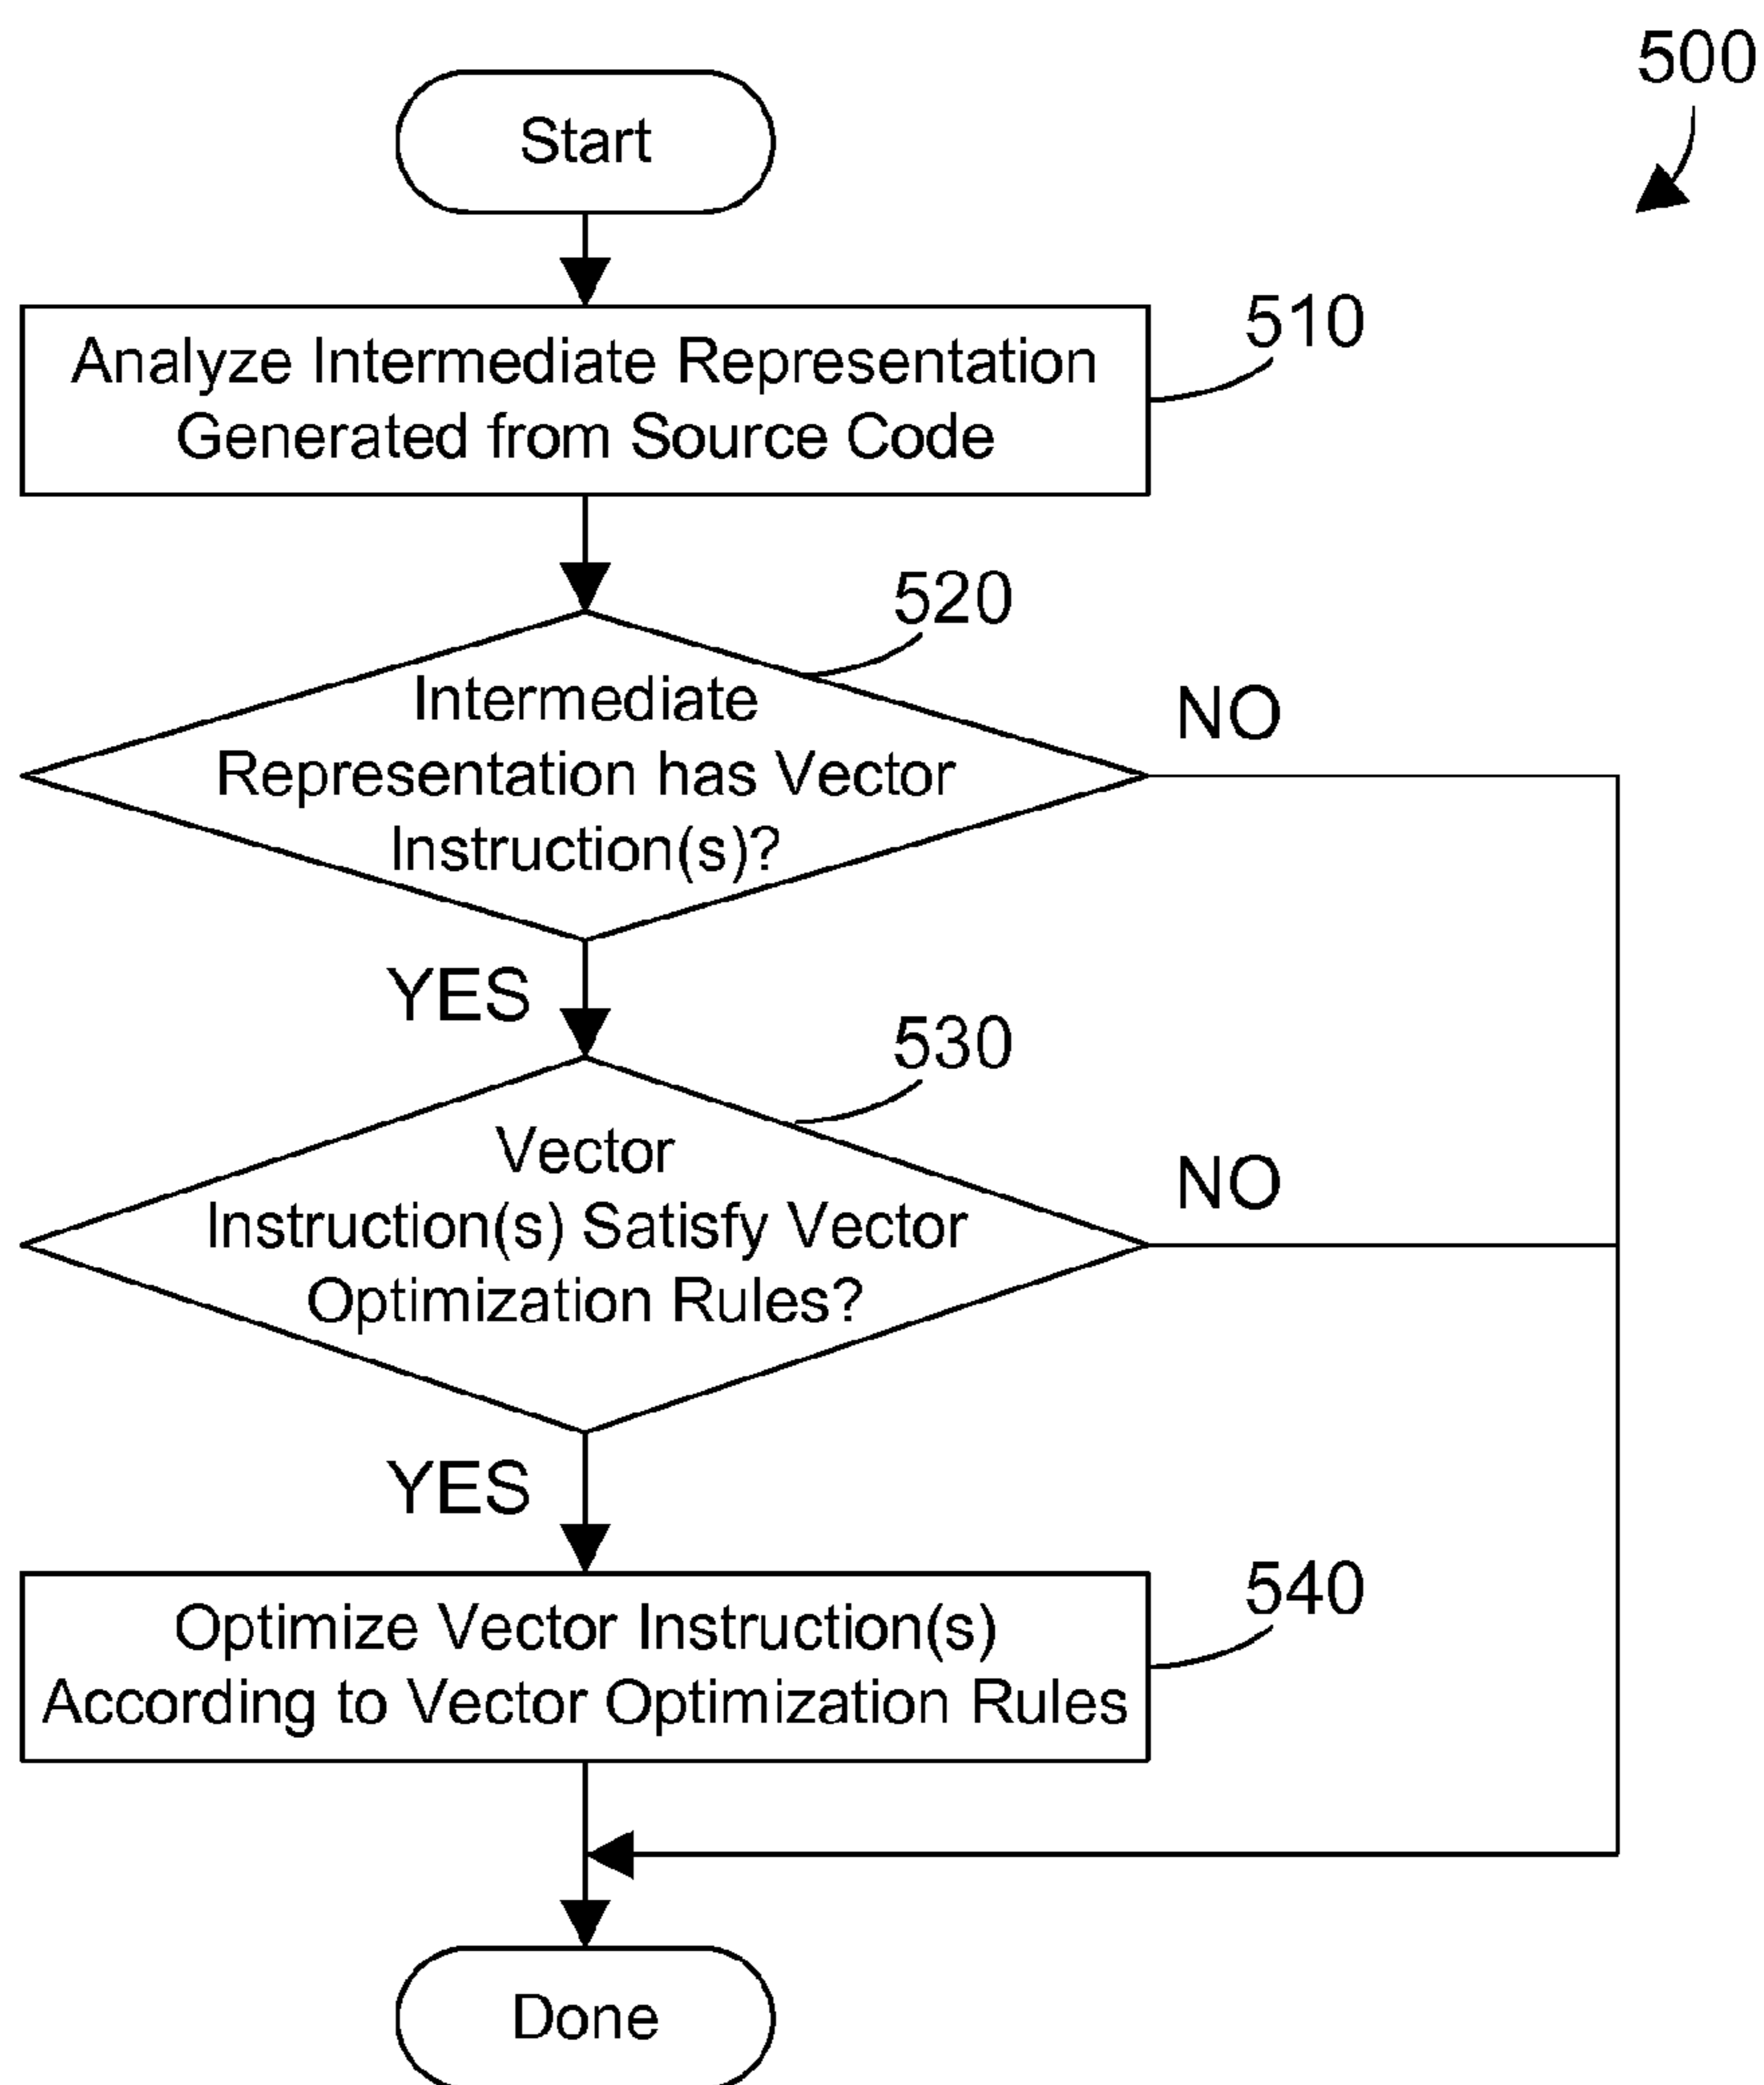 500
Start
510
Analyze Intermediate Representation
Generated from Source Code
520
Intermediate
Representation has Vector
Instruction(s)?
NO
YES
530
Vector
Instruction(s) Satisfy Vector
Optimization Rules?
NO
YES
540
Optimize Vector Instruction(s)
According to Vector Optimization Rules
Done